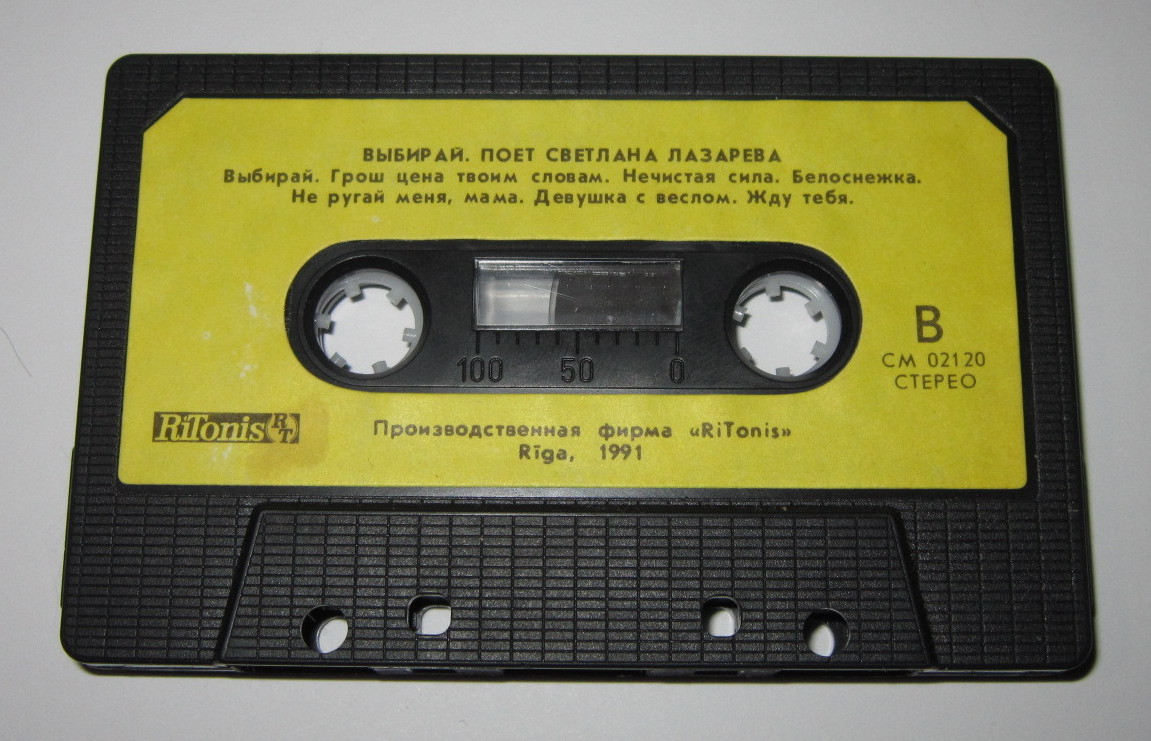 ВЫБИРАЙ. ПОЕТ СВЕТЛАНА ЛАЗАРЕВА
Выбирай. Грош цена твоим словам. Нечистая сила. Белоснежка.
Не ругай меня, мама. Девушка с веслом. Жду тебя.
100 50 0
B
СМ 02120
СТЕРЕО
RiTonis RT
Производственная фирма «RiTonis»
Rīga, 1991